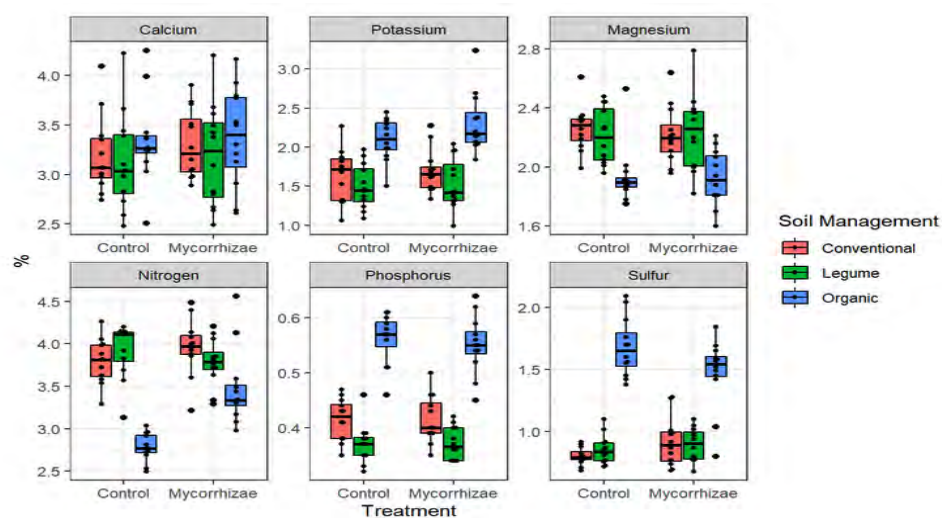 Calcium
Potassium
Magnesium
4.0
3.5
3.0
2.5
3.0
2.5
2.0
1.5
1.0
2.8
2.4
2.0
1.6
Control Mycorrhizae
Control Mycorrhizae
Control Mycorrhizae
%
Nitrogen
Phosphorus
Sulfur
4.5
4.0
3.5
3.0
2.5
0.6
0.5
0.4
2.0
1.5
1.0
Control Mycorrhizae
Control Mycorrhizae
Control Mycorrhizae
Treatment
Soil Management
Conventional
Legume
Organic